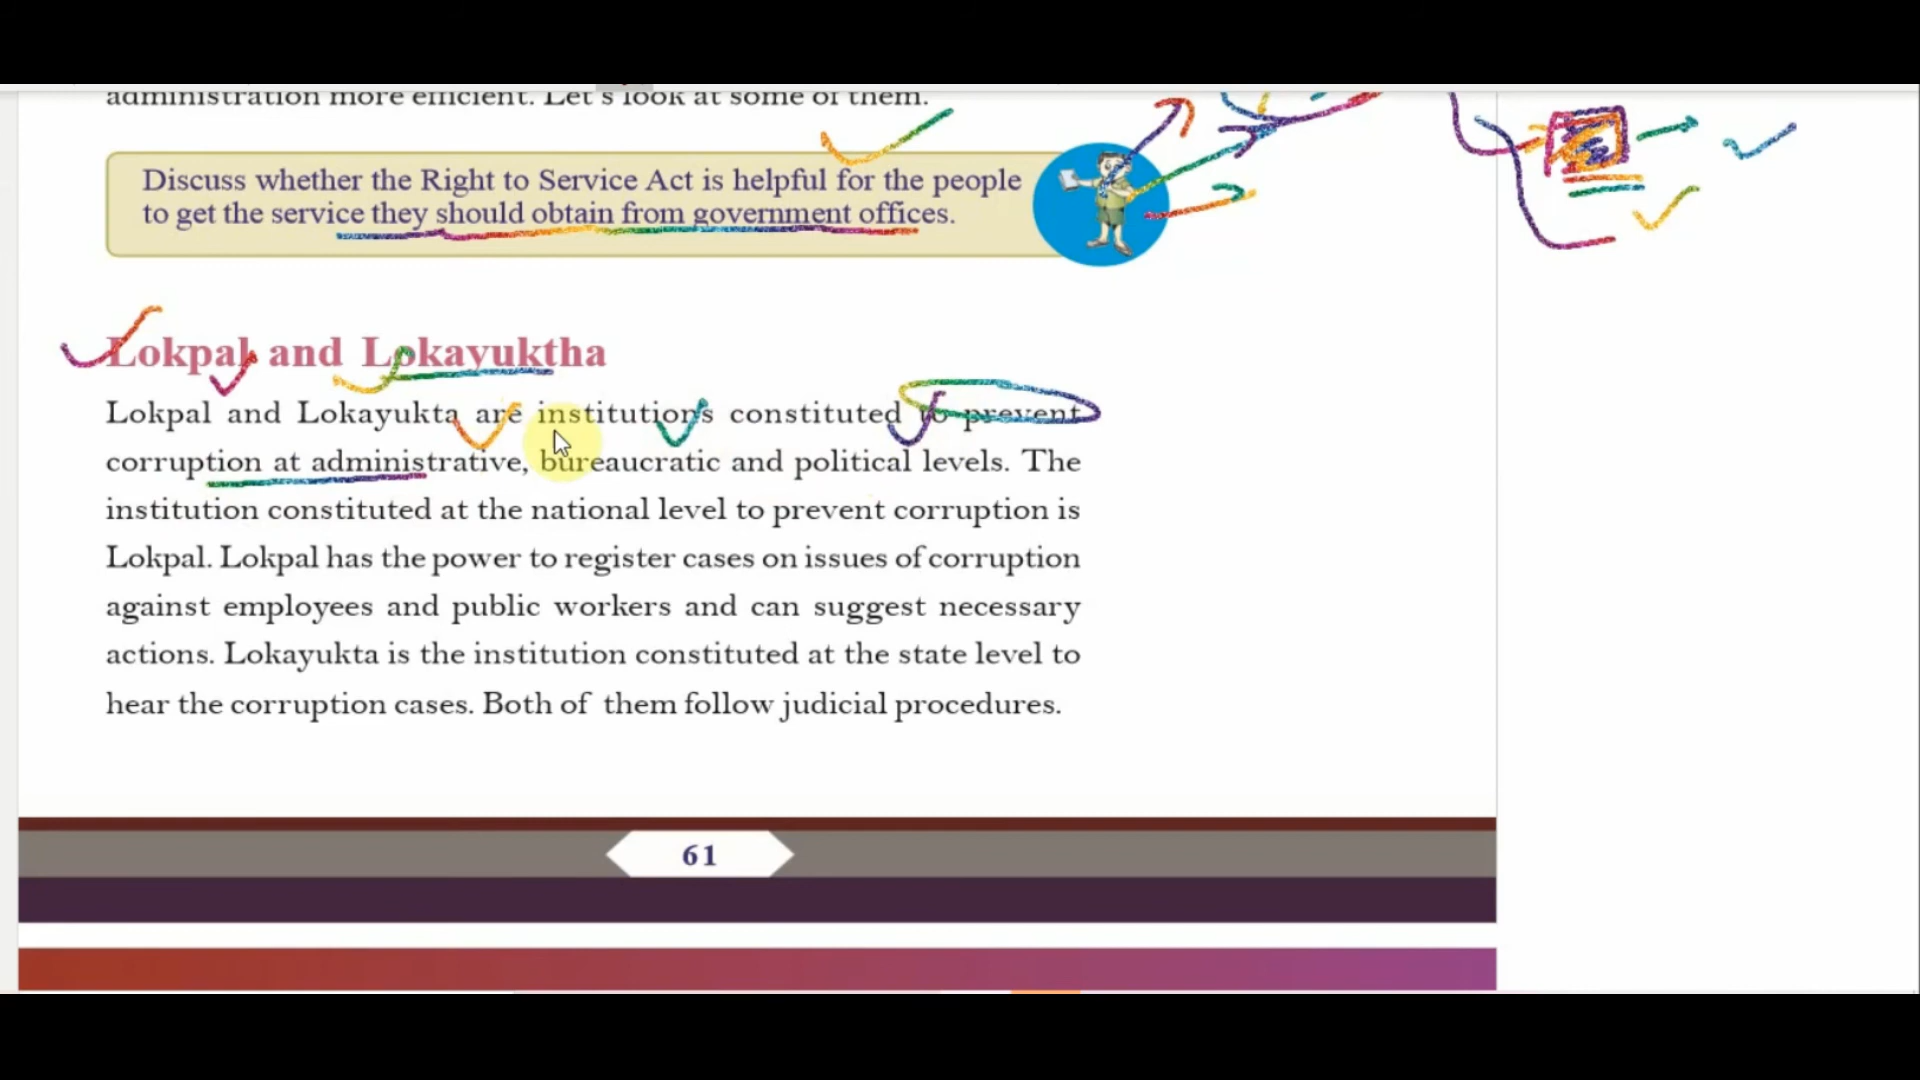 administration more efficient. Let's look at some of them.
Discuss whether the Right to Service Act is helpful for the people
to get the service they should obtain from government offices.
Lokpal and Lokayuktha
Lokpal and Lokayukta are institutions constituted to prevent
corruption at administrative, bureaucratic and political levels. The
institution constituted at the national level to prevent corruption is
Lokpal. Lokpal has the power to register cases on issues of corruption
against employees and public workers and can suggest necessary
actions. Lokayukta is the institution constituted at the state level to
hear the corruption cases. Both of them follow judicial procedures.
61